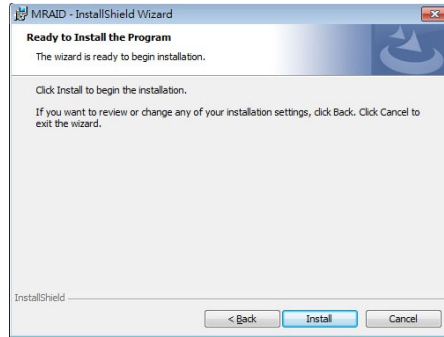 MRAID - InstallShield Wizard
Ready to Install the Program
The wizard is ready to begin installation.
Click Install to begin the installation.
If you want to review or change any of your installation settings, click Back. Click Cancel to
exit the wizard.
InstallShield
< Back
Install
Cancel